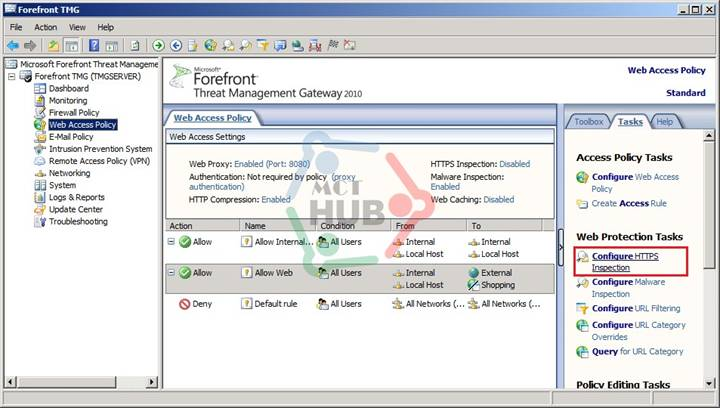 Forefront TMG
File Action View Help
Microsoft Forefront Threat Manageme
Forefront TMG (TMGSERVER)
Dashboard
Monitoring
Firewall Policy
Web Access Policy
E-Mail Policy
Intrusion Prevention System
Remote Access Policy (VPN)
Networking
System
Logs & Reports
Update Center
Troubleshooting
Microsoft
Forefront
Threat Management Gateway 2010
Web Access Policy
Standard
Web Access Policy
Web Access Settings
Web Proxy: Enabled (Port: 8080)
Authentication: Not required by policy (proxy
authentication)
HTTP Compression: Enabled
HTTPS Inspection: Disabled
Malware Inspection:
Enabled
Web Caching: Disabled
MCT
HUB
Action Name Condition From To
Allow Allow Internal... All Users Internal Internal
Local Host Local Host
Allow Allow Web All Users Internal External
Local Host Shopping
Deny Default rule All Users All Networks (... All Networks (...
Toolbox Tasks Help
Access Policy Tasks
Configure Web Access
Policy
Create Access Rule
Web Protection Tasks
Configure HTTPS
Inspection
Configure Malware
Inspection
Configure URL Filtering
Configure URL Category
Overrides
Query for URL Category
Policy Editing Tasks